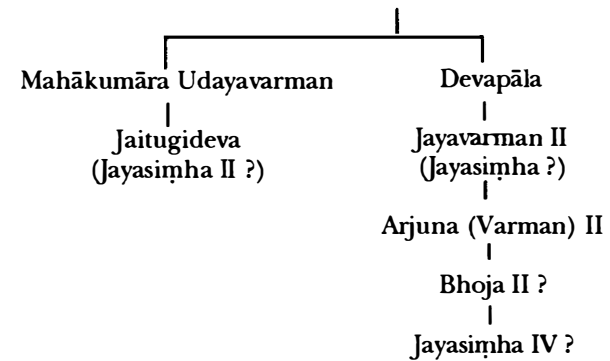 Mahākumāra Udayavarman Devapāla
Jaitugideva Jayavarman II
(Jayasiṃha II ?) (Jayasiṃha ?)
Arjuna (Varman) II
Bhoja II ?
Jayasiṃha IV ?